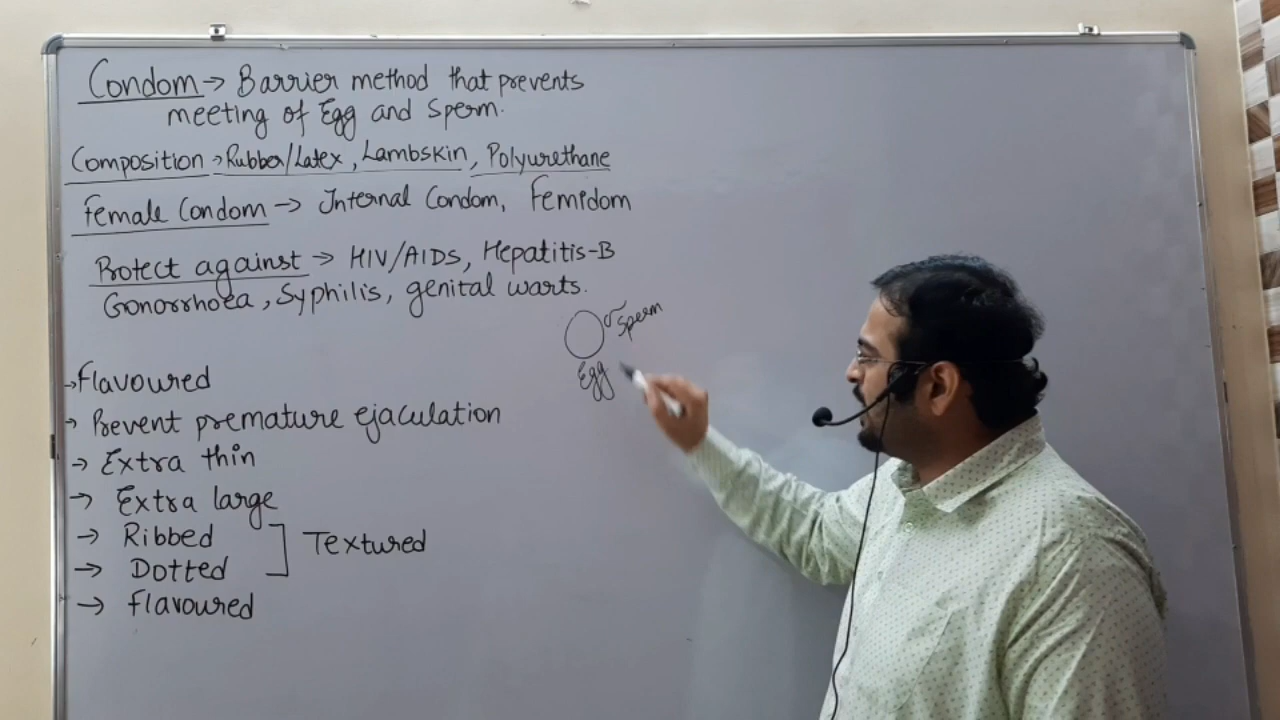 Condom → Barrier method that prevents
meeting of Egg and Sperm.
Composition → Rubber/Latex, Lambskin, Polyurethane
Female Condom → Internal Condom, Femidom
Protect against → HIV/AIDs, Hepatitis-B
Gonorrhoea, Syphilis, genital warts.
Sperm
Egg
→ Flavoured
→ Prevent premature ejaculation
→ Extra thin
→ Extra large
→ Ribbed
Textured
→ Dotted
→ flavoured